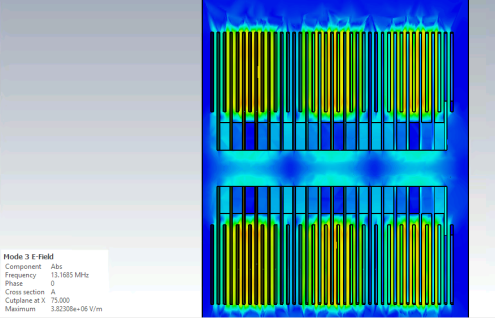 Mode 3 E-Field
Component Abs
Frequency 13.1685 MHz
Phase 0
Cross section A
Cutplane at X 75.000
Maximum 3.82308e+06 V/m